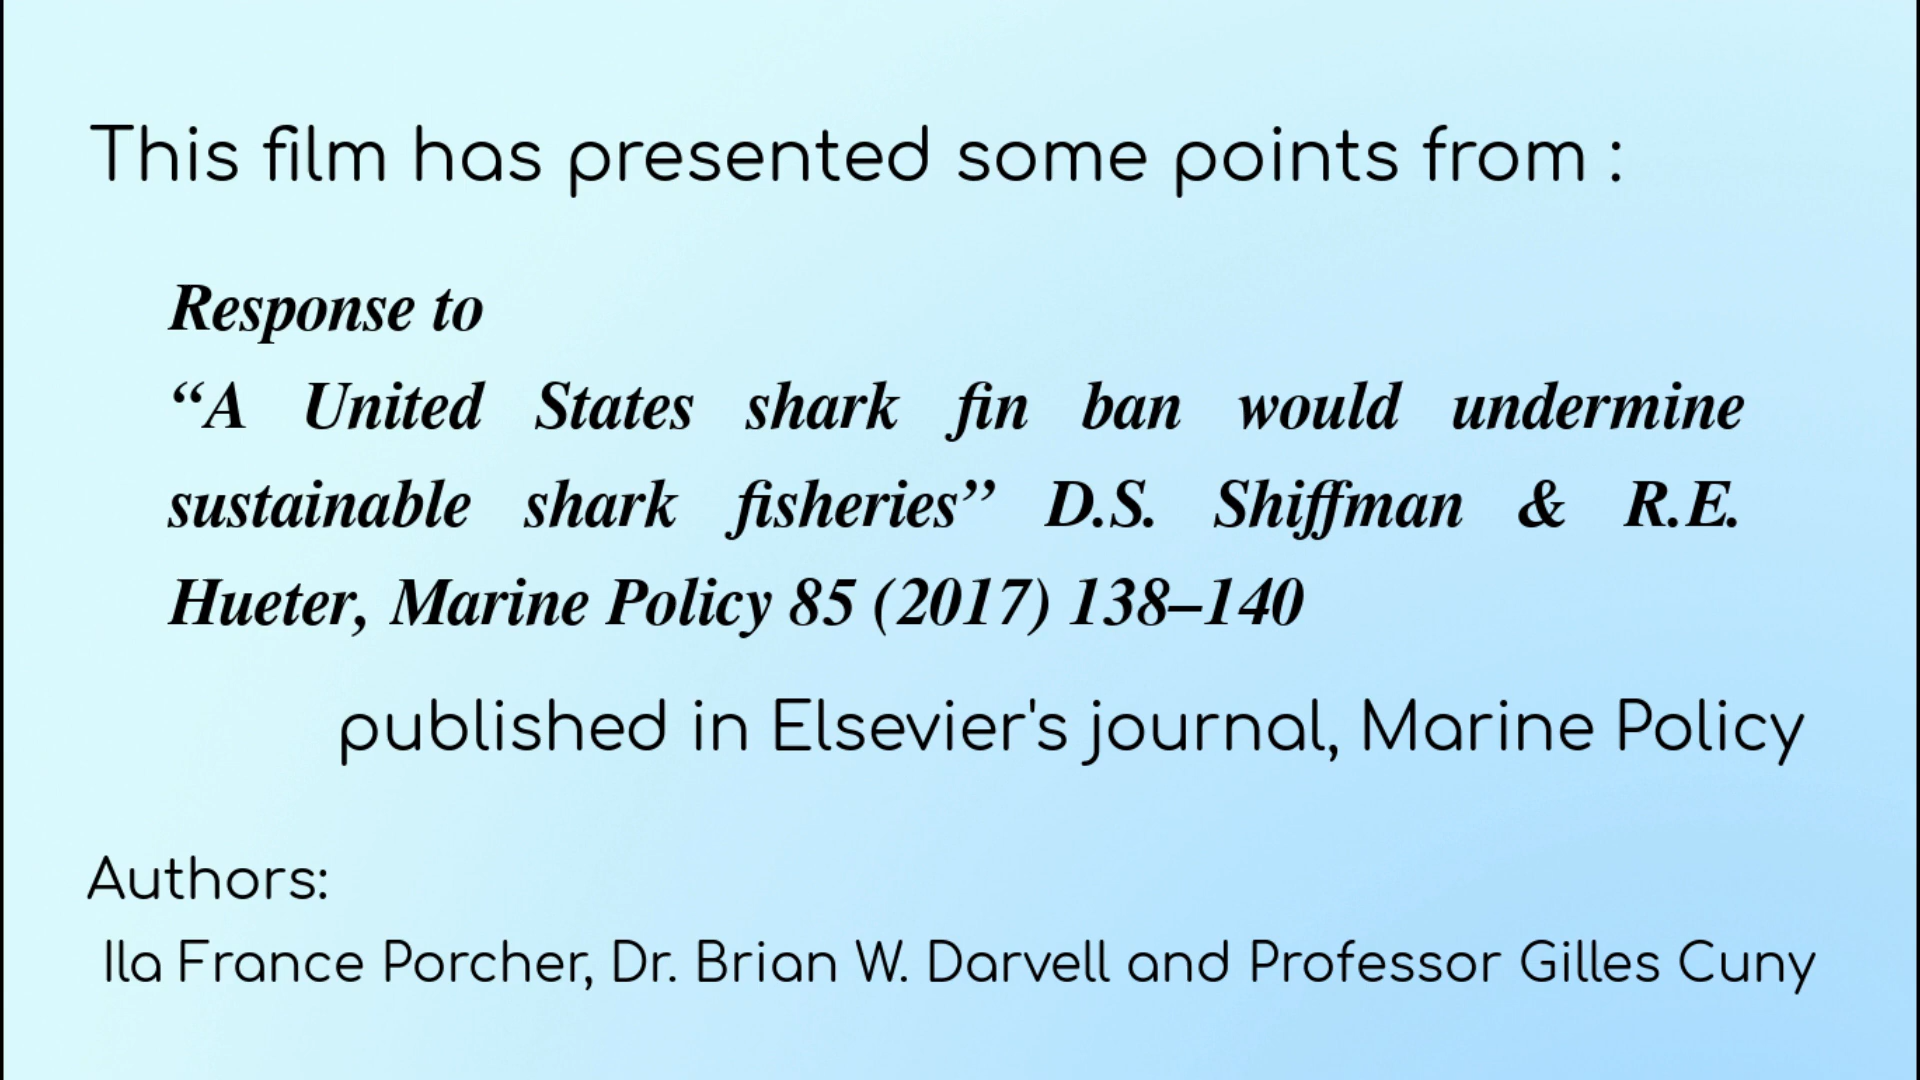 This film has presented some points from :
Response to
“A United States shark fin ban would undermine
sustainable shark fisheries” D.S. Shiffman & R.E.
Hueter, Marine Policy 85 (2017) 138–140
published in Elsevier's journal, Marine Policy
Authors:
Ila France Porcher, Dr. Brian W. Darvell and Professor Gilles Cuny